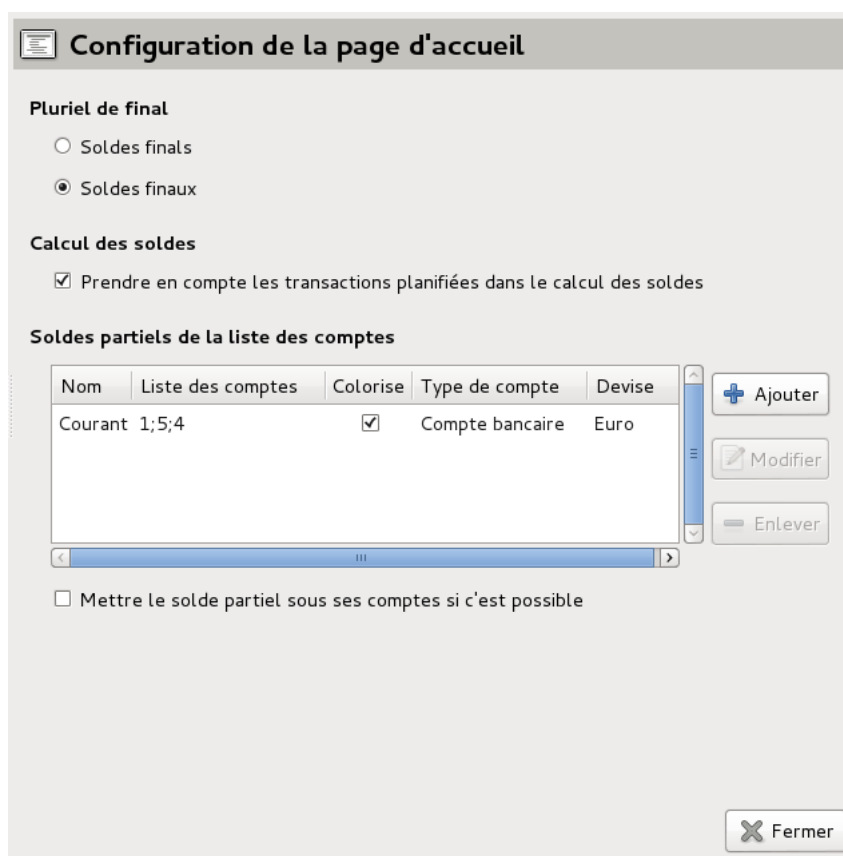 Configuration de la page d'accueil
Pluriel de final
Soldes finals
Soldes finaux
Calcul des soldes
Prendre en compte les transactions planifiées dans le calcul des soldes
Soldes partiels de la liste des comptes
Nom Liste des comptes Colorise Type de compte Devise
Ajouter
Courant 1;5;4 Compte bancaire Euro
Modifier
Enlever
Mettre le solde partiel sous ses comptes si c'est possible
Fermer